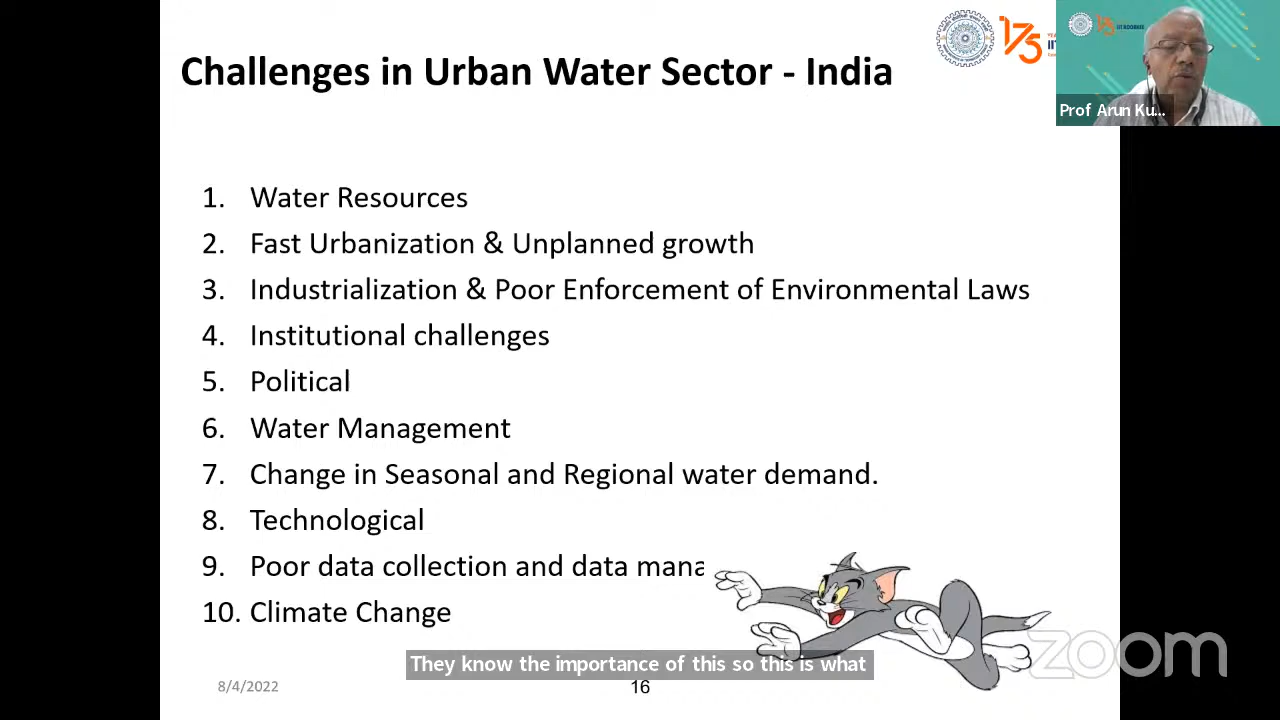 Challenges in Urban Water Sector - India
175
Prof Arun Ku...
1. Water Resources
2. Fast Urbanization & Unplanned growth
3. Industrialization & Poor Enforcement of Environmental Laws
4. Institutional challenges
5. Political
6. Water Management
7. Change in Seasonal and Regional water demand.
8. Technological
9. Poor data collection and data mana
10. Climate Change
They know the importance of this so this is what
8/4/2022
16
zoom